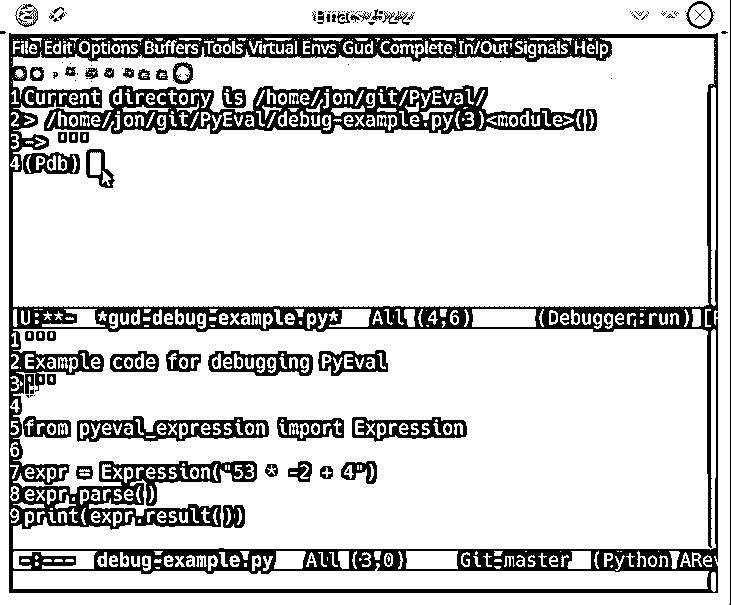 File Edit Options Buffers Tools Virtual Envs Gud Complete In/Out Signals Help
1 Current directory is /home/jon/git/PyEval/
2 > /home/jon/git/PyEval/debug-example.py(3)<module>()
3 -> """
4 (Pdb)
U:**- *gud-debug-example.py* All (4,6) (Debugger:run) [
1 """
2 Example code for debugging PyEval
3 """
4
5 from pyeval_expression import Expression
6
7 expr = Expression("53 * -2 + 4")
8 expr.parse()
9 print(expr.result())
-:--- debug-example.py All (3,0) Git-master (Python ARev